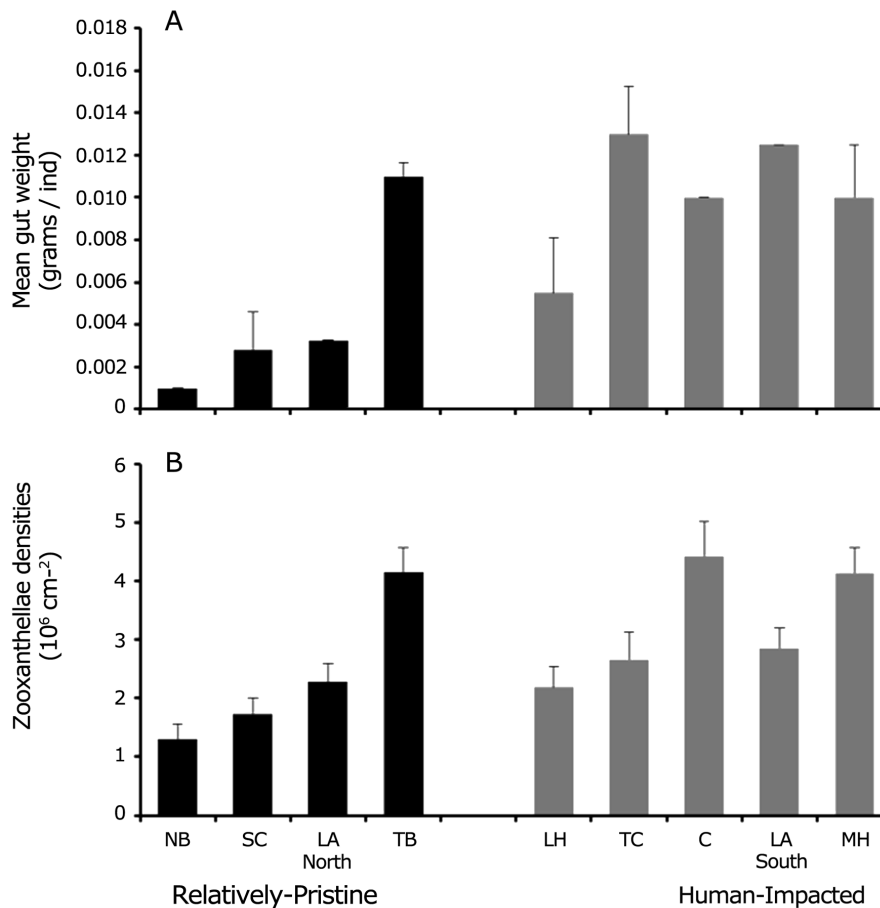 A
0.018
0.016
0.014
0.012
0.010
0.008
0.006
0.004
0.002
0
Mean gut weight
(grams / ind)
B
6
5
4
3
2
1
0
Zooxanthellae densities
(10⁶ cm-²)
NB SC LA TB LH TC C LA MH
North South
Relatively-Pristine Human-Impacted